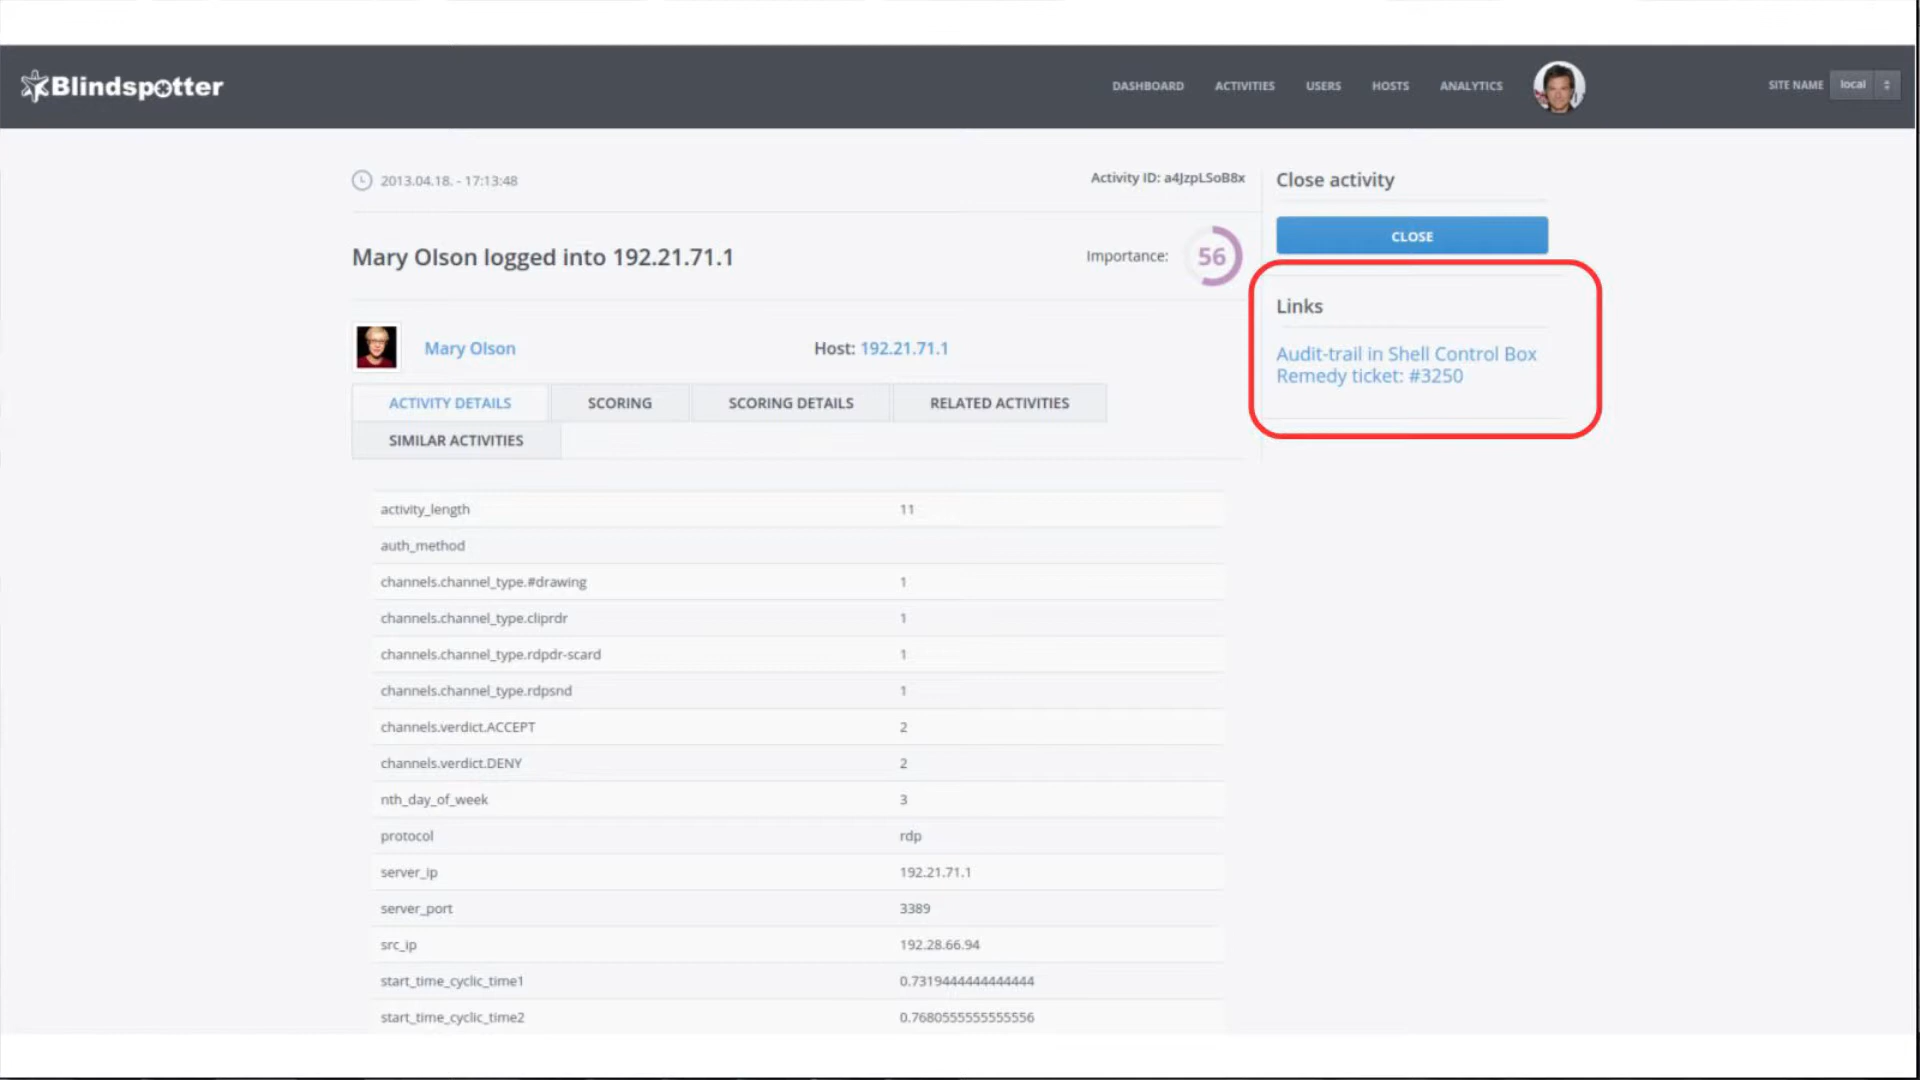 Blindspotter
DASHBOARD ACTIVITIES USERS HOSTS ANALYTICS
SITE NAME local
2013.04.18. - 17:13:48
Activity ID: a4JzpLSoB8x
Mary Olson logged into 192.21.71.1
Importance: 56
Mary Olson
Host: 192.21.71.1
ACTIVITY DETAILS SCORING SCORING DETAILS RELATED ACTIVITIES
SIMILAR ACTIVITIES
activity_length 11
auth_method
channels.channel_type.#drawing 1
channels.channel_type.cliprdr 1
channels.channel_type.rdpdr-scard 1
channels.channel_type.rdpsnd 1
channels.verdict.ACCEPT 2
channels.verdict.DENY 2
nth_day_of_week 3
protocol rdp
server_ip 192.21.71.1
server_port 3389
src_ip 192.28.66.94
start_time_cyclic_time1 0.7319444444444444
start_time_cyclic_time2 0.7680555555555556
Close activity
CLOSE
Links
Audit-trail in Shell Control Box
Remedy ticket: #3250